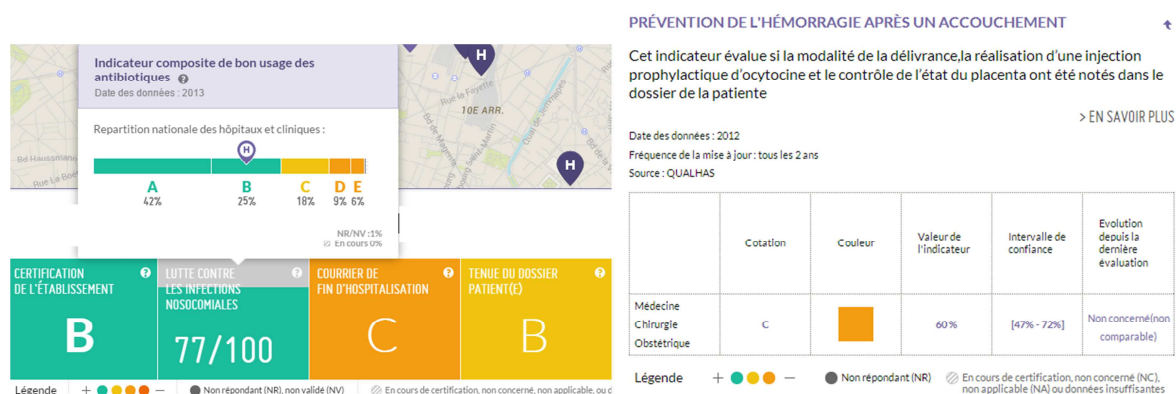 Indicateur composite de bon usage des
antibiotiques ?
Date des données : 2013
Repartition nationale des hôpitaux et cliniques :
H
A B C D E
42% 25% 18% 9% 6%
NR/NV :1%
En cours 0%
H
H
10E ARR.
Rue la Fayette
Bd de Magenta
Quai de Jemmapes
Bd Haussmann
CERTIFICATION ?
DE L'ÉTABLISSEMENT
B
LUTTE CONTRE ?
LES INFECTIONS
NOSOCOMIALES
77/100
COURRIER DE ?
FIN D'HOSPITALISATION
C
TENUE DU DOSSIER ?
PATIENT(E)
B
Légende + — Non répondant (NR), non validé (NV) En cours de certification, non concerné, non applicable, ou d
PRÉVENTION DE L'HÉMORRAGIE APRÈS UN ACCOUCHEMENT
Cet indicateur évalue si la modalité de la délivrance,la réalisation d'une injection
prophylactique d'ocytocine et le contrôle de l'état du placenta ont été notés dans le
dossier de la patiente
> EN SAVOIR PLUS
Date des données : 2012
Fréquence de la mise à jour : tous les 2 ans
Source : QUALHAS
Cotation
Couleur
Valeur de
l'indicateur
Intervalle de
confiance
Evolution
depuis la
dernière
évaluation
Médecine
Chirurgie
Obstétrique
C
60 %
[47% - 72%]
Non concerné(non
comparable)
Légende + — Non répondant (NR) En cours de certification, non concerné (NC),
non applicable (NA) ou données insuffisantes